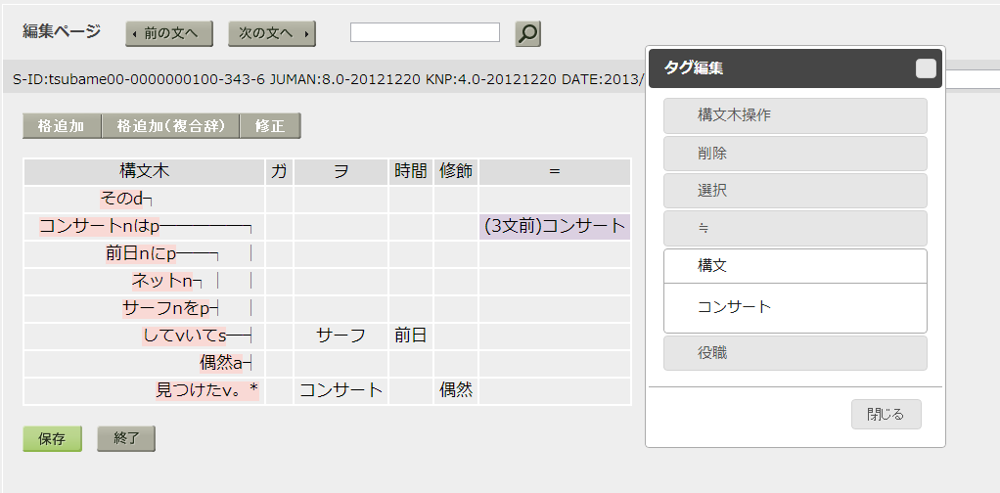 編集ページ
前の文へ
次の文へ
S-ID:tsubame00-0000000100-343-6 JUMAN:8.0-20121220 KNP:4.0-20121220 DATE:2013/
格追加 格追加(複合辞) 修正
構文木 ガ ヲ 時間 修飾 =
そのd┐
コンサートnはp─────┐ (3文前)コンサート
前日nにp──┐ │
ネットn┐ │ │
サーフnをp┤ │
してvいてs─┤ サーフ 前日
偶然a┤
見つけたv。* コンサート 偶然
保存 終了
タグ編集
構文木操作
削除
選択
≒
構文
コンサート
役職
閉じる